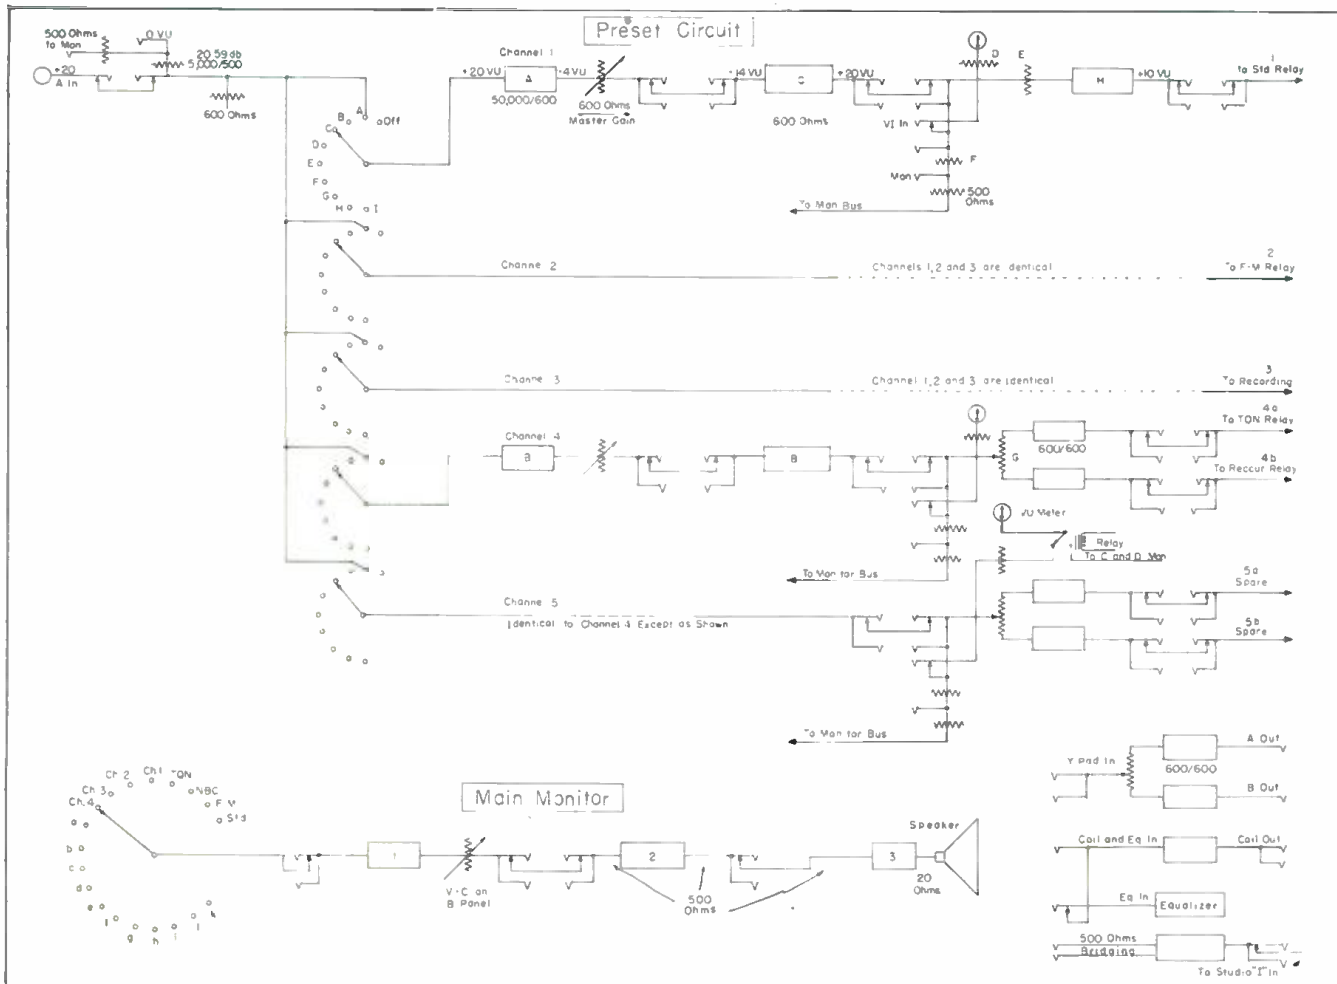 Preset Circuit
500 Ohms
to Mon
0 VU
20 59 db
5,000/500
+20
A In
600 Ohms
Channel 1
+20 VU
A
-4 VU
50,000/600
600 Ohms
Master Gain
-14 VU
C
+20 VU
600 Ohms
D
E
VI In
F
Mon
500
Ohms
To Mon Bus
H
+10 VU
1
to Std Relay
A
B
Off
C
D
E
F
G
H
I
Channel 2
Channels 1, 2 and 3 are identical
2
To F-M Relay
Channel 3
Channel 1, 2 and 3 are identical
3
To Recording
Channel 4
B
B
G
600/600
4a
To TQN Relay
4b
To Reccur Relay
VU Meter
Relay
To C and D Mon
To Monitor Bus
Channel 5
Identical to Channel 4 Except as Shown
5a
Spare
5b
Spare
To Monitor Bus
Main Monitor
Ch.4
Ch 3
Ch 2
Ch 1
TQN
NBC
F M
Std
a
b
c
d
e
f
g
h
i
j
k
1
V-C on
B Panel
2
500
Ohms
3
20
Ohms
Speaker
Y Pad In
A Out
600/600
B Out
Coil and Eq In
Coil Out
Eq In
Equalizer
500 Ohms
Bridging
To Studio "I" In